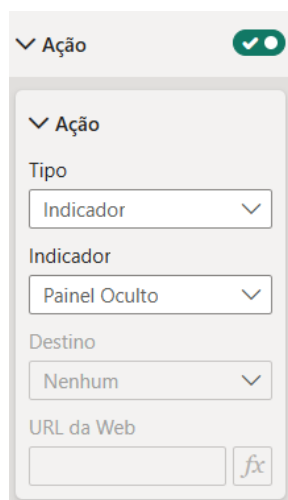 Ação
Ação
Tipo
Indicador
Indicador
Painel Oculto
Destino
Nenhum
URL da Web
fx